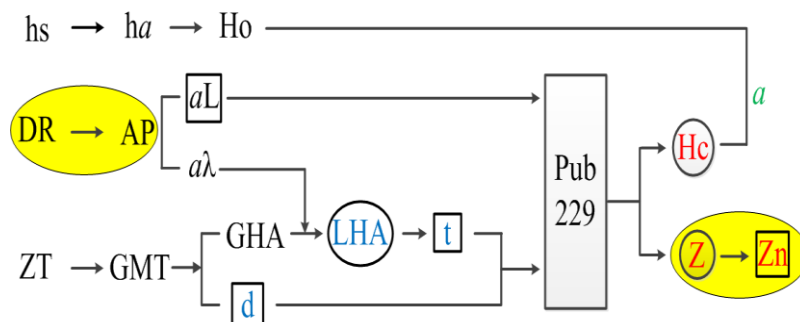 hs → ha → Ho
a
aL
DR → AP
Hc
aλ
Pub
229
GHA → LHA → t
ZT → GMT
Z → Zn
d